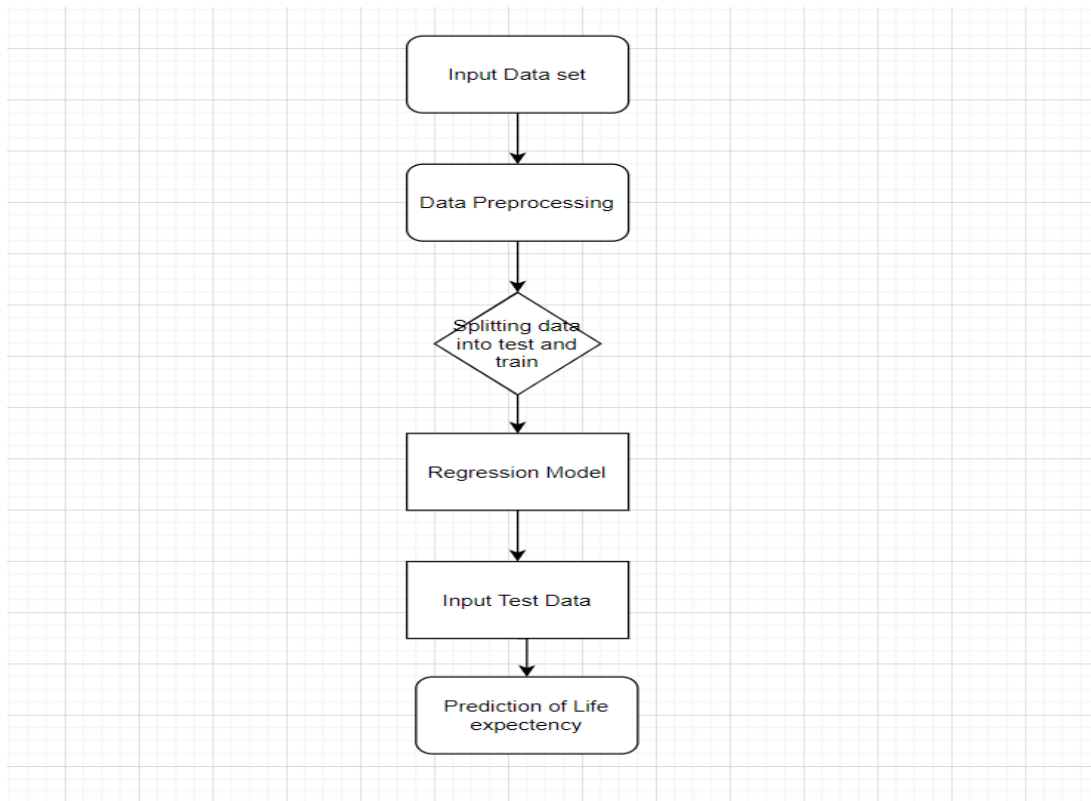 Input Data set
Data Preprocessing
Splitting data
into test and
train
Regression Model
Input Test Data
Prediction of Life
expectency